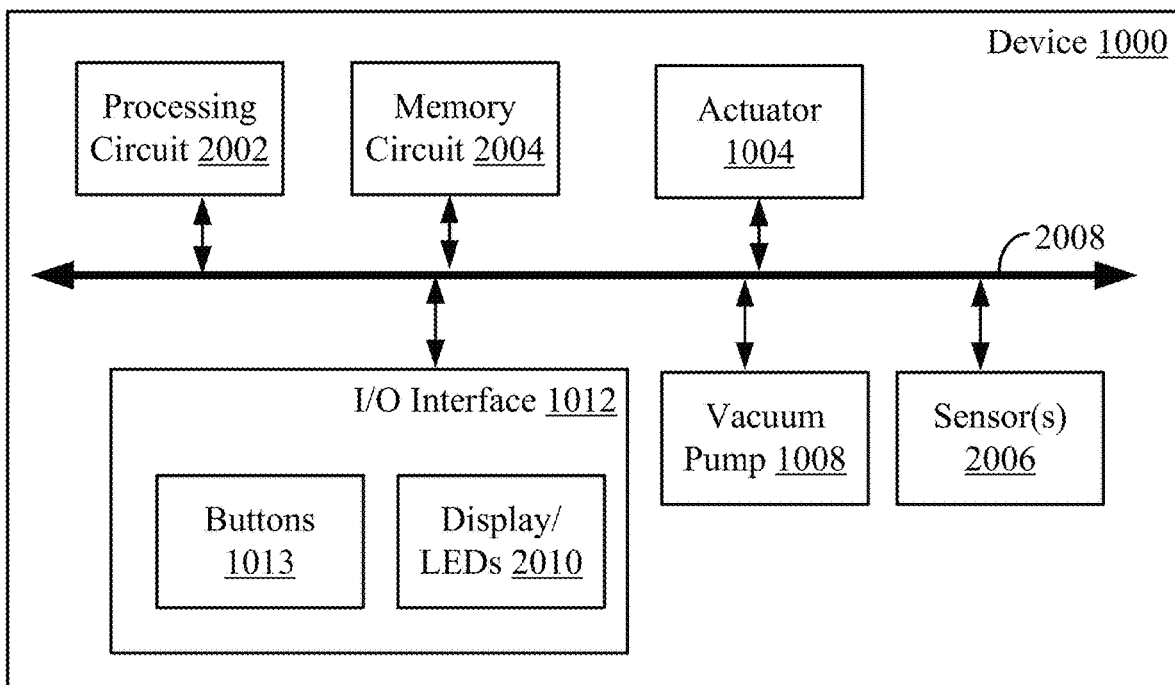 Device 1000
Processing
Circuit 2002
Memory
Circuit 2004
Actuator
1004
2008
I/O Interface 1012
Buttons
1013
Display/
LEDs 2010
Vacuum
Pump 1008
Sensor(s)
2006